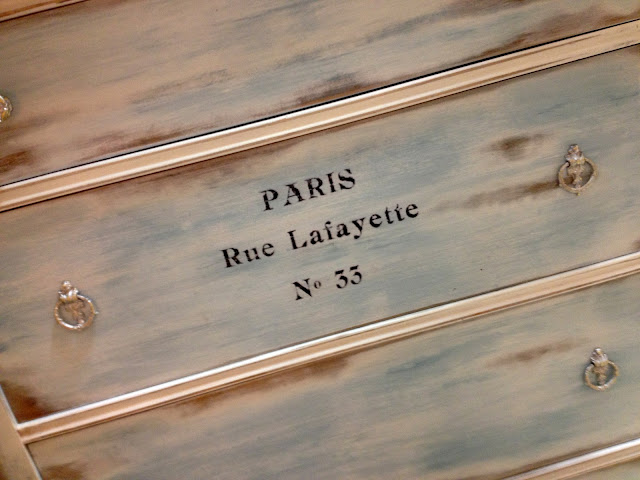 PARIS
Rue Lafayette
Nº 33